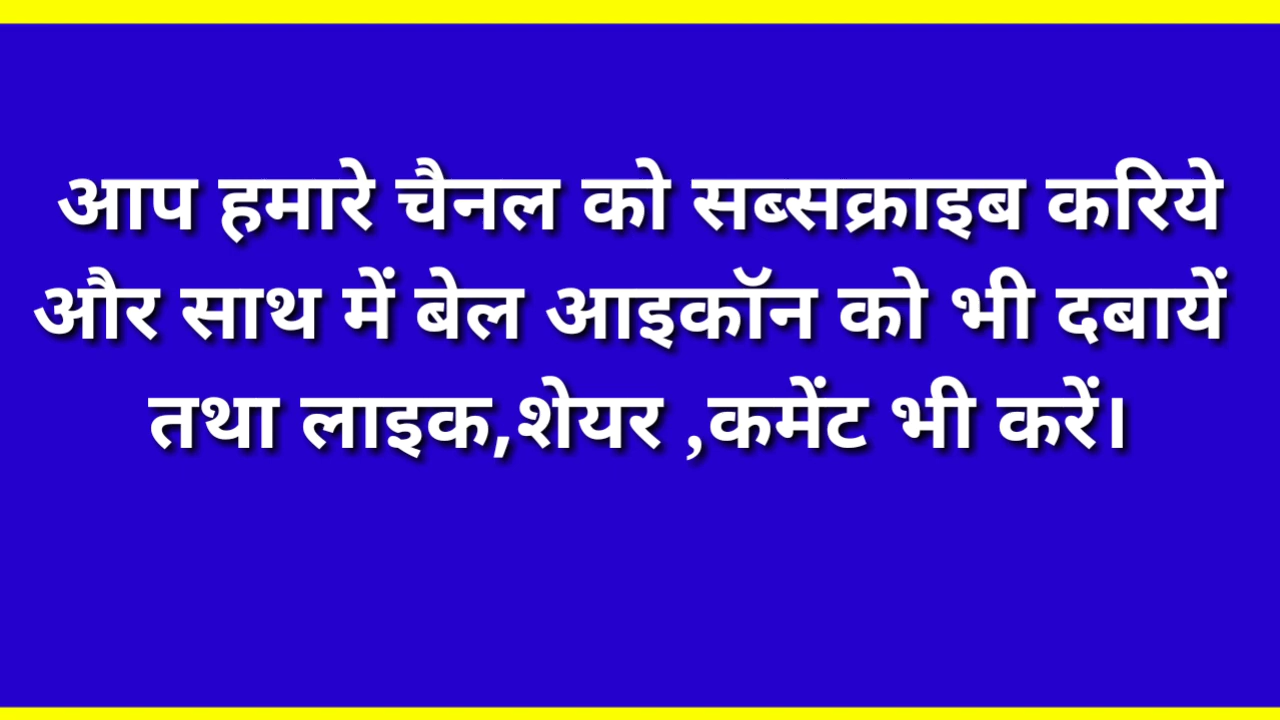 आप हमारे चैनल को सब्सक्राइब करिये
और साथ में बेल आइकॉन को भी दबायें
तथा लाइक,शेयर ,कमेंट भी करें।